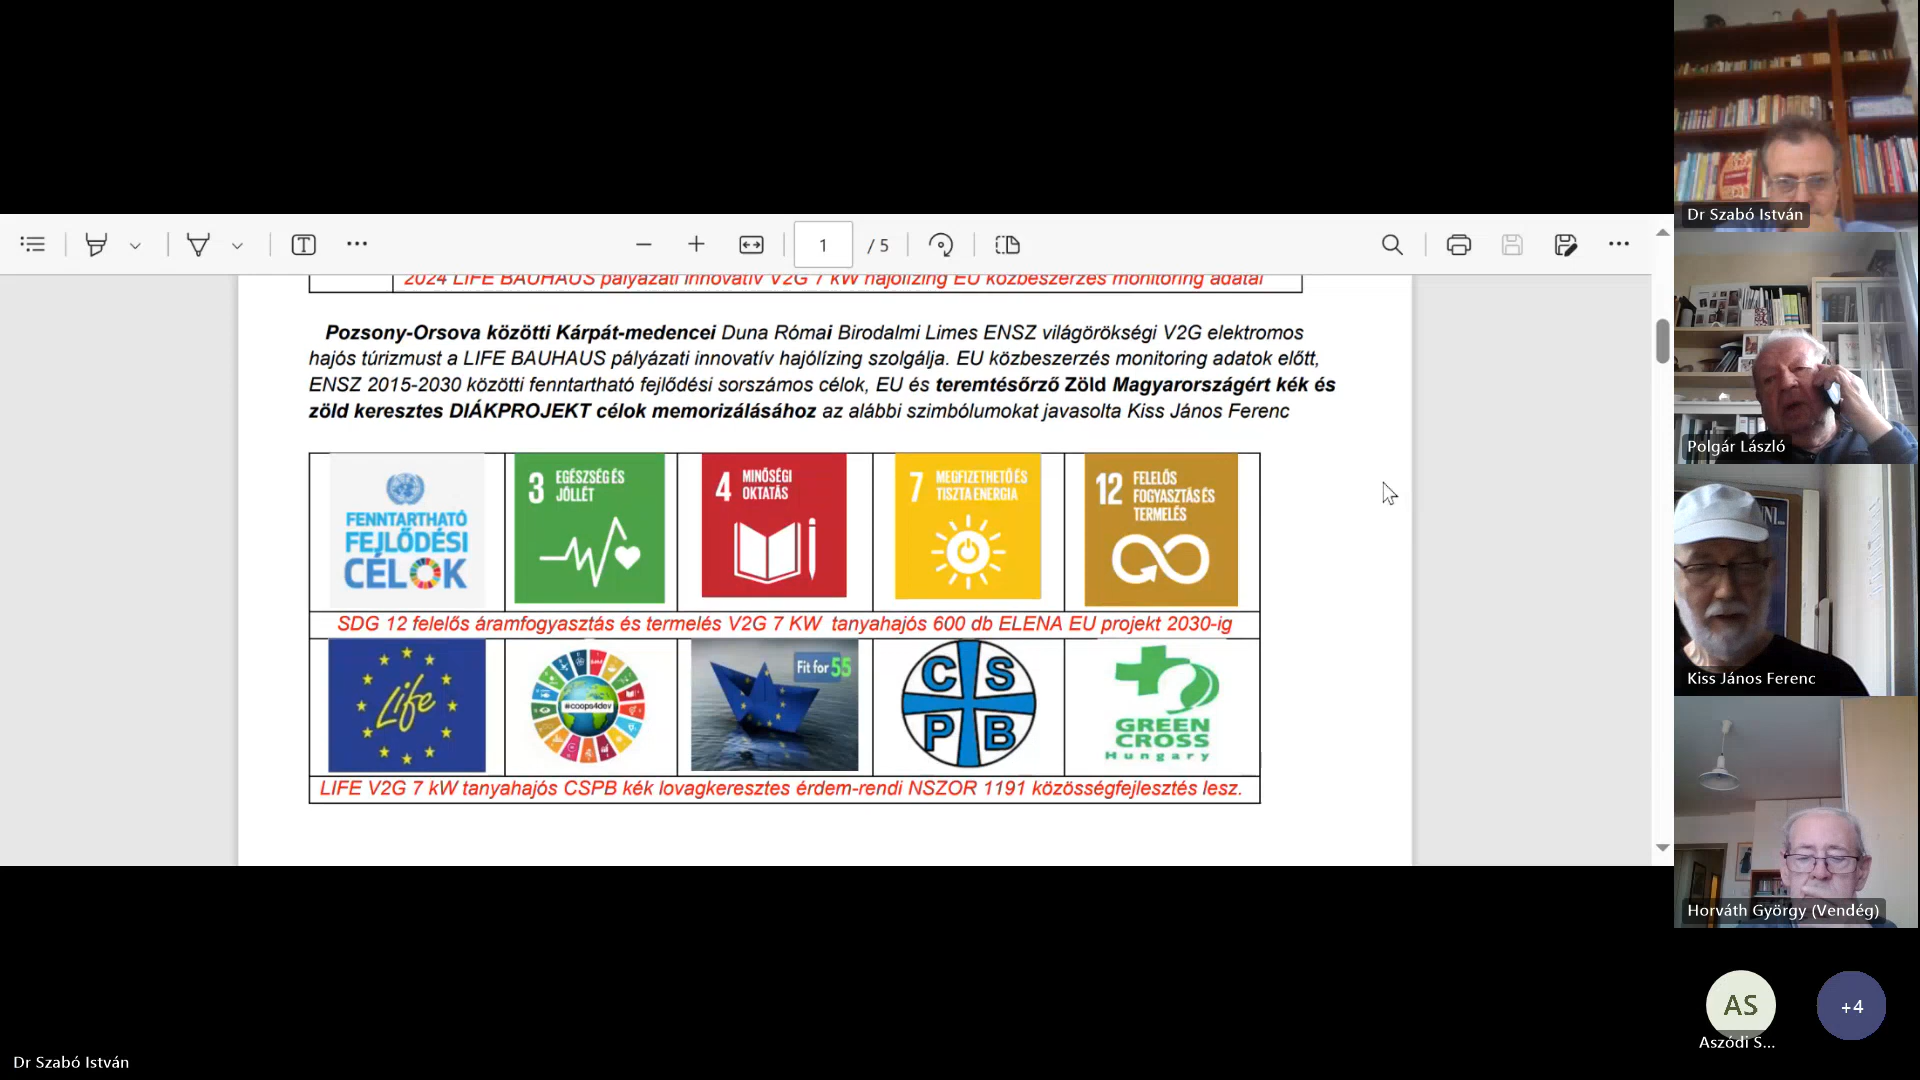 1 / 5
2024 LIFE BAUHAUS pályázati innovatív V2G 7 kW hajólízing EU közbeszerzés monitoring adatai
Pozsony-Orsova közötti Kárpát-medencei Duna Római Birodalmi Limes ENSZ világörökségi V2G elektromos
hajós túrizmust a LIFE BAUHAUS pályázati innovatív hajólízing szolgálja. EU közbeszerzés monitoring adatok előtt,
ENSZ 2015-2030 közötti fenntartható fejlődési sorszámos célok, EU és teremtésőrző Zöld Magyarországért kék és
zöld keresztes DIÁKPROJEKT célok memorizálásához az alábbi szimbólumokat javasolta Kiss János Ferenc
FENNTARTHATÓ
FEJLŐDÉSI
CÉLOK
3 EGÉSZSÉG ÉS
JÓLLÉT
4 MINŐSÉGI
OKTATÁS
7 MEGFIZETHETŐ ÉS
TISZTA ENERGIA
12 FELELŐS
FOGYASZTÁS ÉS
TERMELÉS
SDG 12 felelős áramfogyasztás és termelés V2G 7 KW tanyahajós 600 db ELENA EU projekt 2030-ig
Life
#coops4dev
Fit for 55
C S
P B
GREEN
CROSS
Hungary
LIFE V2G 7 kW tanyahajós CSPB kék lovagkeresztes érdem-rendi NSZOR 1191 közösségfejlesztés lesz.
Dr Szabó István
Polgár László
Kiss János Ferenc
Horváth György (Vendég)
AS
+4
Aszódi S...
Dr Szabó István